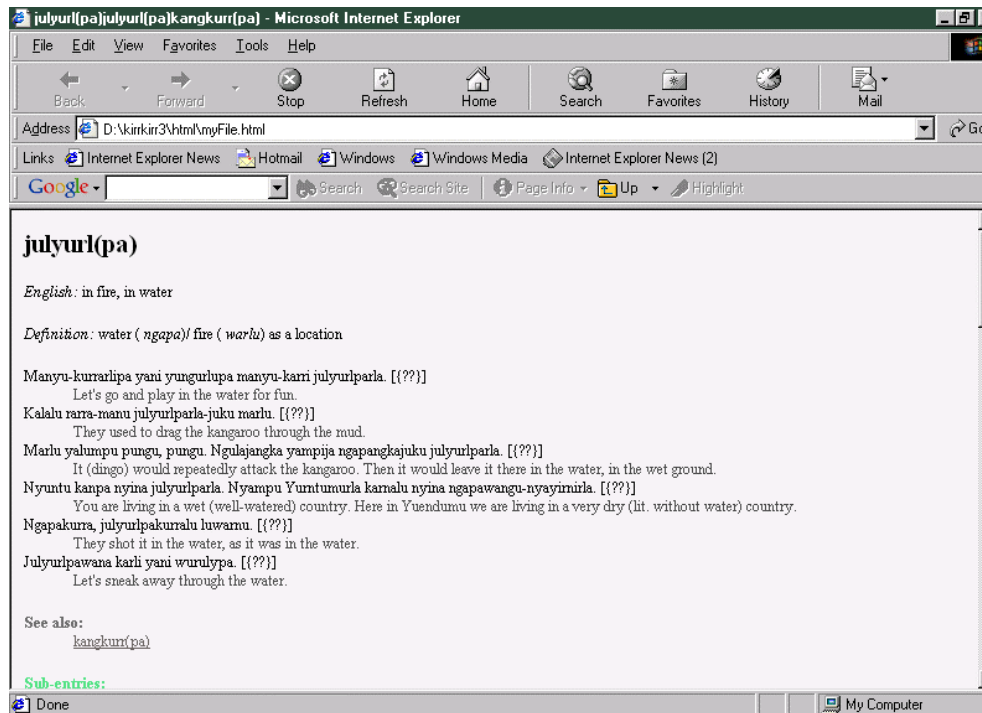 julyurl(pa)julyurl(pa)kangkurr(pa) - Microsoft Internet Explorer
File Edit View Favorites Tools Help
Back Forward Stop Refresh Home Search Favorites History Mail
Address D:\kirrkirr3\html\myFile.html Go
Links Internet Explorer News Hotmail Windows Windows Media Internet Explorer News (2)
Google Search Search Site Page Info Up Highlight
julyurl(pa)
English: in fire, in water
Definition: water ( ngapa)/ fire ( warlu) as a location
Manyu-kurrarlipa yani yungurlupa manyu-karri julyurlparla. [{??}]
Let's go and play in the water for fun.
Kalalu rarra-manu julyurlparla-juku marlu. [{??}]
They used to drag the kangaroo through the mud.
Marlu yalumpu pungu, pungu. Ngulajangka yampija ngapangkajuku julyurlparla. [{??}]
It (dingo) would repeatedly attack the kangaroo. Then it would leave it there in the water, in the wet ground.
Nyuntu kanpa nyina julyurlparla. Nyampu Yurntumurla karnalu nyina ngapawangu-nyayirnirla. [{??}]
You are living in a wet (well-watered) country. Here in Yuendumu we are living in a very dry (lit. without water) country.
Ngapakurra, julyurlpakurralu luwarnu. [{??}]
They shot it in the water, as it was in the water.
Julyurlpawana karli yani wurulypa. [{??}]
Let's sneak away through the water.
See also:
kangkurr(pa)
Sub-entries:
Done My Computer